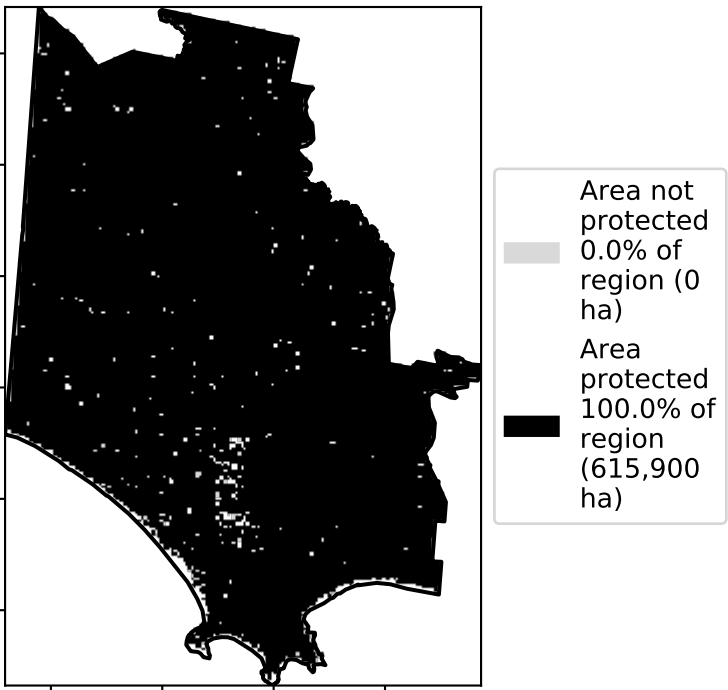 Area not
protected
0.0% of
region (0
ha)
Area
protected
100.0% of
region
(615,900
ha)